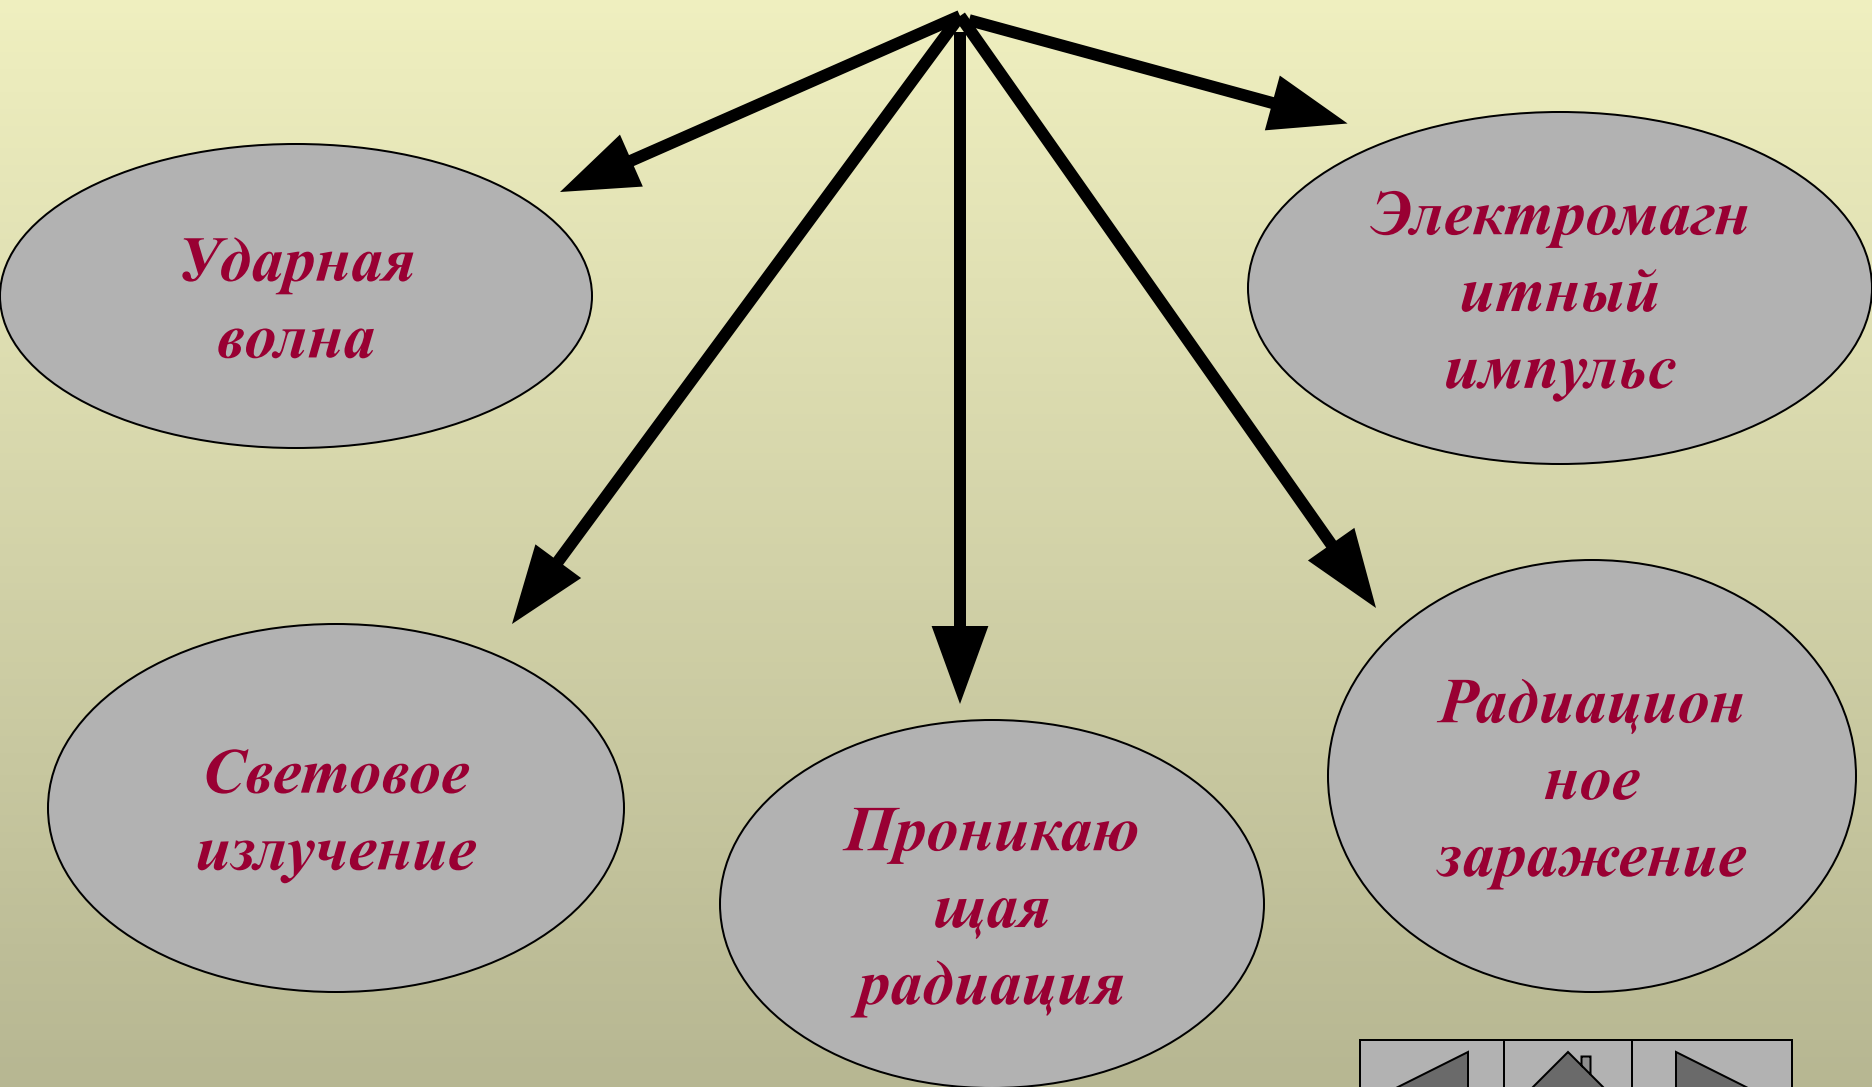 Ударная
волна
Электромагн
итный
импульс
Световое
излучение
Проникаю
щая
радиация
Радиацион
ное
заражение